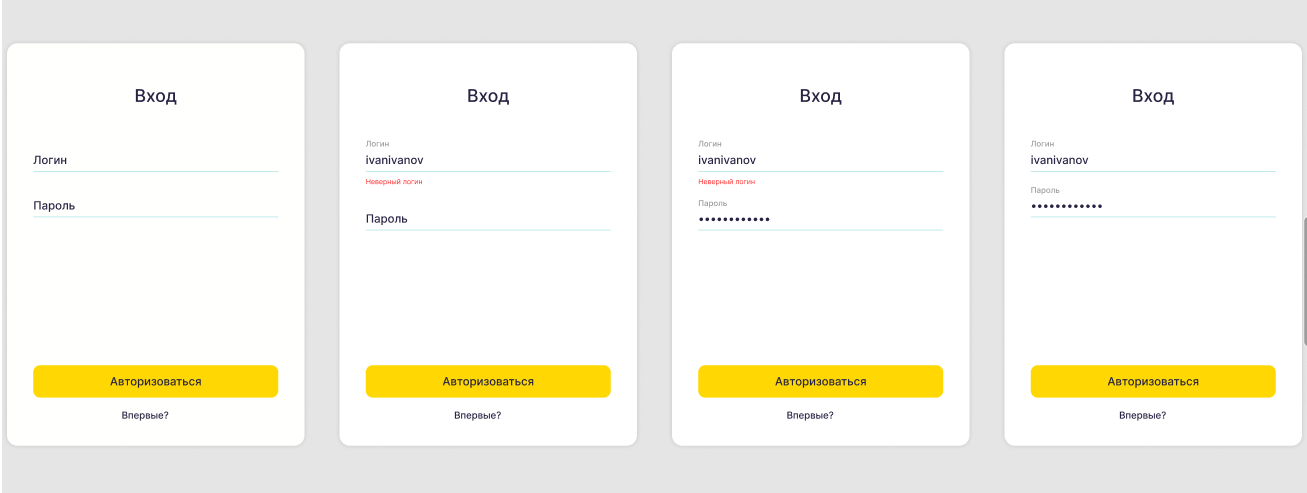 Вход
Логин
Пароль
Авторизоваться
Впервые?
Вход
Логин
ivanivanov
Неверный логин
Пароль
Авторизоваться
Впервые?
Вход
Логин
ivanivanov
Неверный логин
Пароль
••••••••••••
Авторизоваться
Впервые?
Вход
Логин
ivanivanov
Пароль
••••••••••••
Авторизоваться
Впервые?